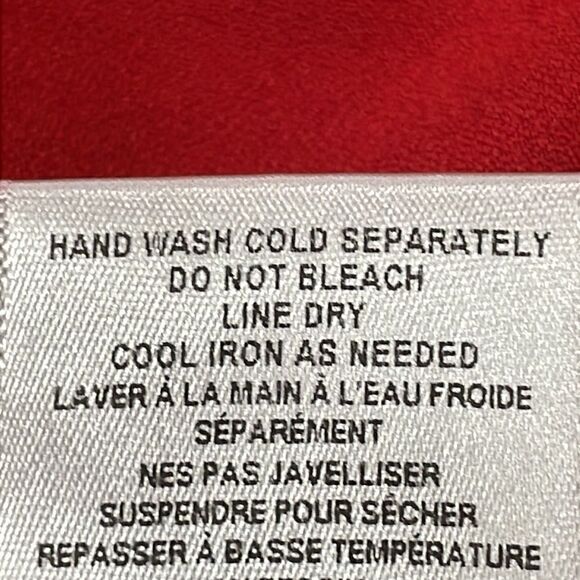 HAND WASH COLD SEPARATELY
DO NOT BLEACH
LINE DRY
COOL IRON AS NEEDED
LAVER À LA MAIN À L'EAU FROIDE
SÉPARÉMENT
NES PAS JAVELLISER
SUSPENDRE POUR SÉCHER
REPASSER À BASSE TEMPÉRATURE